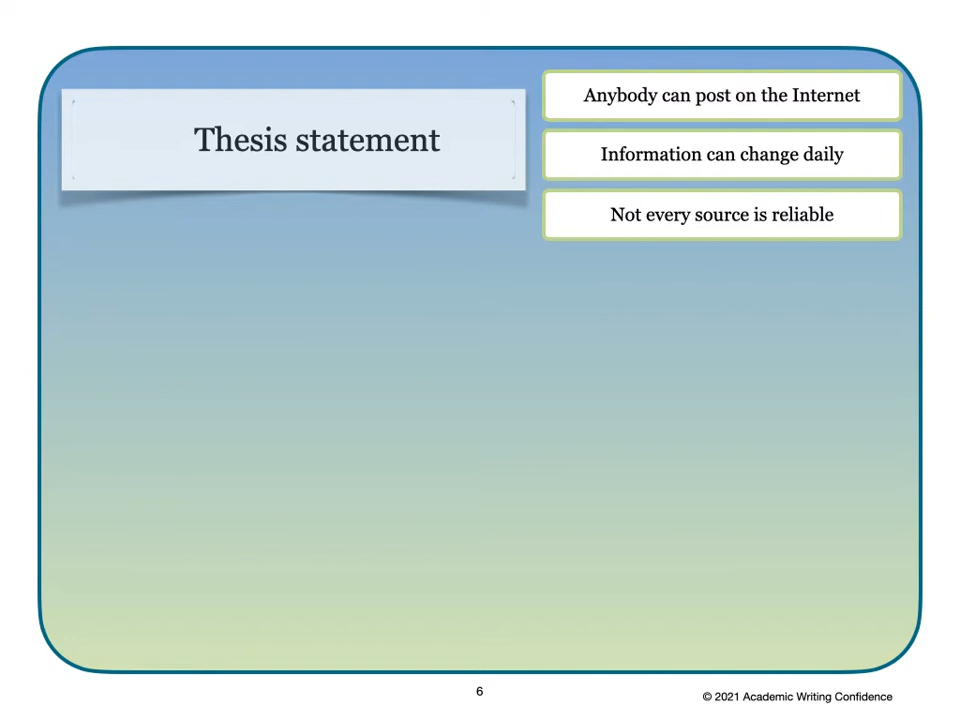 Thesis statement
Anybody can post on the Internet
Information can change daily
Not every source is reliable
6
© 2021 Academic Writing Confidence